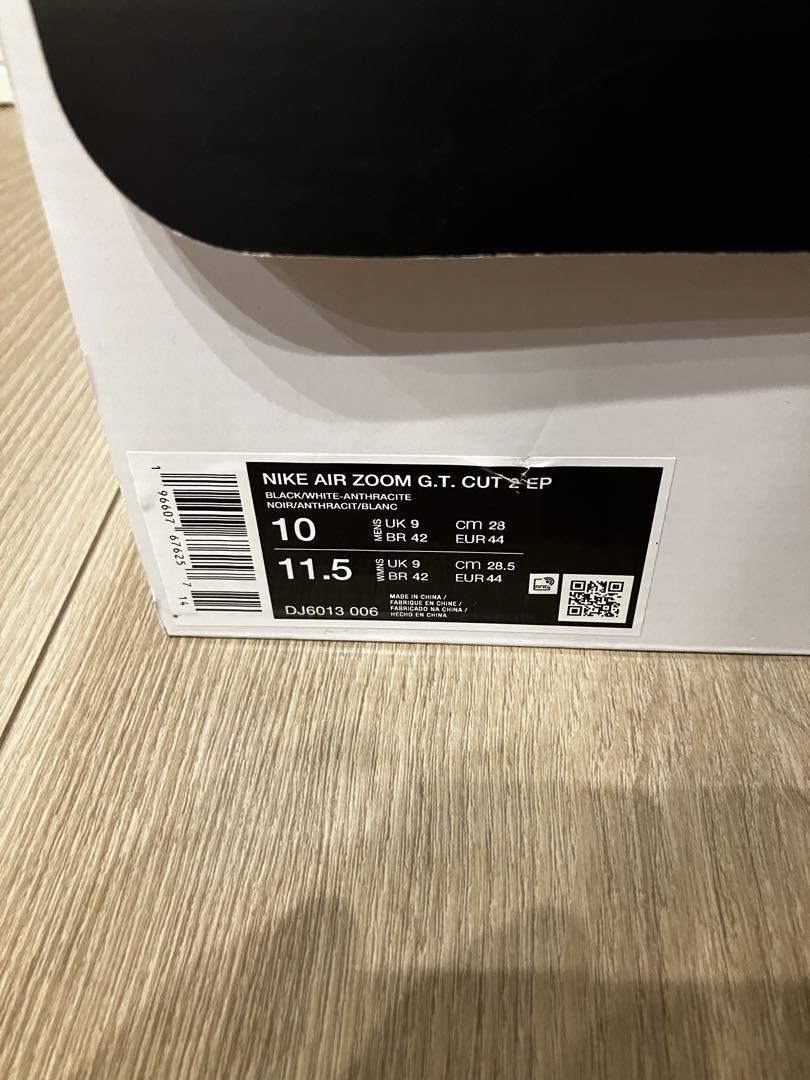 NIKE AIR ZOOM G.T. CUT 2 EP
BLACK/WHITE-ANTHRACITE
NOIR/ANTHRACIT/BLANC
10 MENS UK 9 cm 28
BR 42 EUR 44
11.5 WMNS UK 9 cm 28.5
BR 42 EUR 44
DJ6013 006
MADE IN CHINA /
FABRIQUE EN CHINE /
FABRICADO NA CHINA /
HECHO EN CHINA
1 96607 67625 7 14